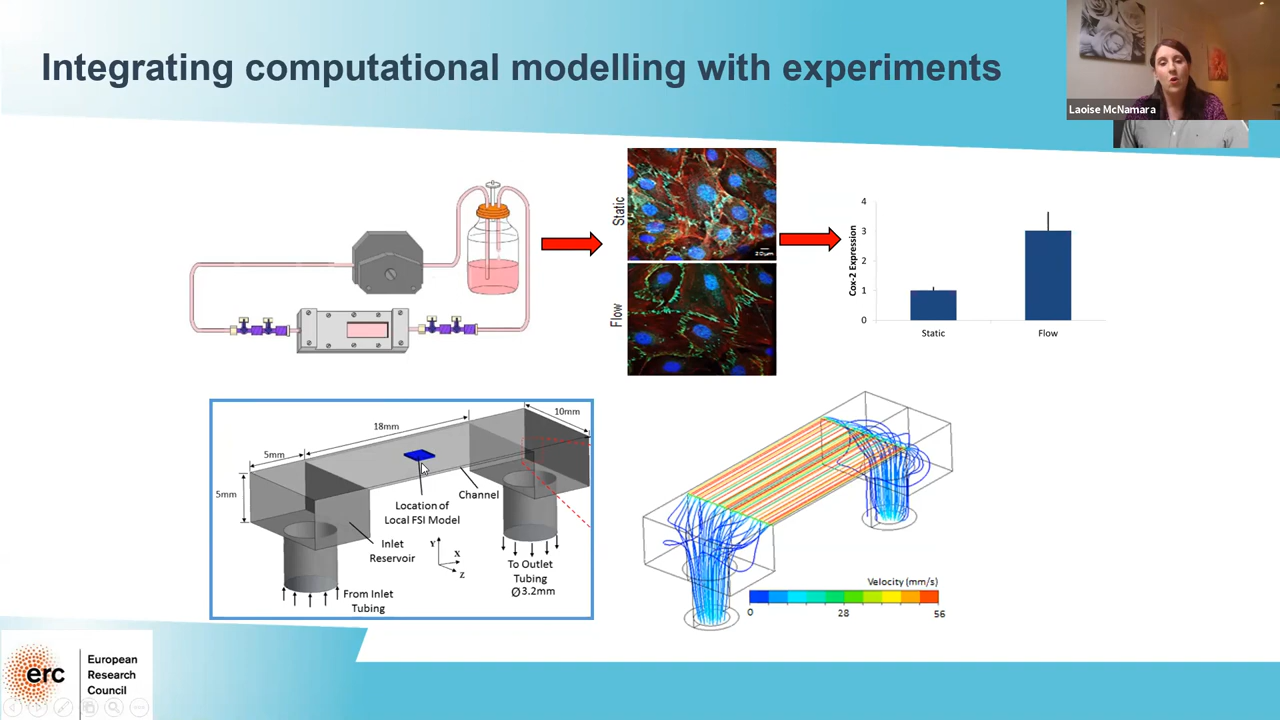 Integrating computational modelling with experiments
Laoise McNamara
Static
20μm
Flow
Cox-2 Expression
4
3
2
1
0
Static
Flow
18mm
10mm
5mm
5mm
Location of
Local FSI Model
Channel
Inlet
Reservoir
Y
X
Z
To Outlet
Tubing
Ø3.2mm
From Inlet
Tubing
Velocity (mm/s)
0
28
56
erc
European
Research
Council